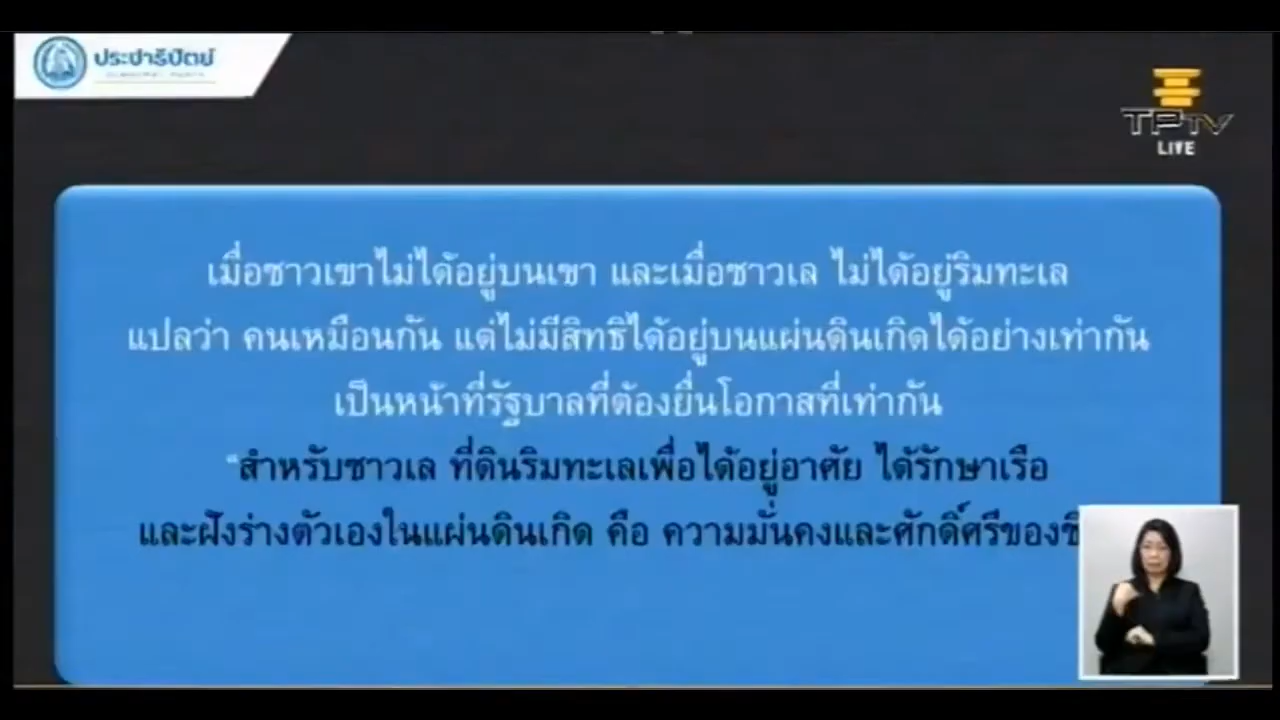 ประชาธิปัตย์
TPTV
LIVE
เมื่อชาวเขาไม่ได้อยู่บนเขา และเมื่อชาวเล ไม่ได้อยู่ริมทะเล
แปลว่า คนเหมือนกัน แต่ไม่มีสิทธิได้อยู่บนแผ่นดินเกิดได้อย่างเท่ากัน
เป็นหน้าที่รัฐบาลที่ต้องยื่นโอกาสที่เท่ากัน
“สำหรับชาวเล ที่ดินริมทะเลเพื่อได้อยู่อาศัย ได้รักษาเรือ
และฝังร่างตัวเองในแผ่นดินเกิด คือ ความมั่นคงและศักดิ์ศรีของ